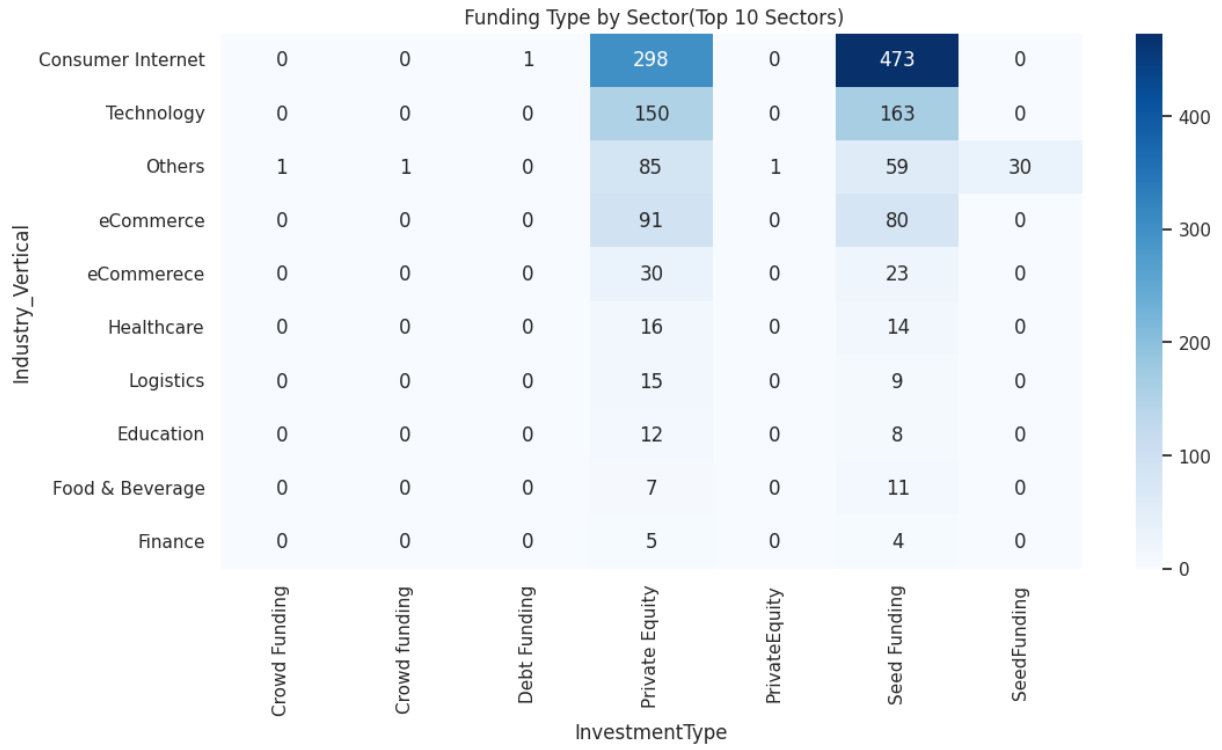 Funding Type by Sector(Top 10 Sectors)
Industry_Vertical
Consumer Internet 0 0 1 298 0 473 0
Technology 0 0 0 150 0 163 0
Others 1 1 0 85 1 59 30
eCommerce 0 0 0 91 0 80 0
eCommerece 0 0 0 30 0 23 0
Healthcare 0 0 0 16 0 14 0
Logistics 0 0 0 15 0 9 0
Education 0 0 0 12 0 8 0
Food & Beverage 0 0 0 7 0 11 0
Finance 0 0 0 5 0 4 0
Crowd Funding
Crowd funding
Debt Funding
Private Equity
PrivateEquity
Seed Funding
SeedFunding
InvestmentType
400
300
200
100
0